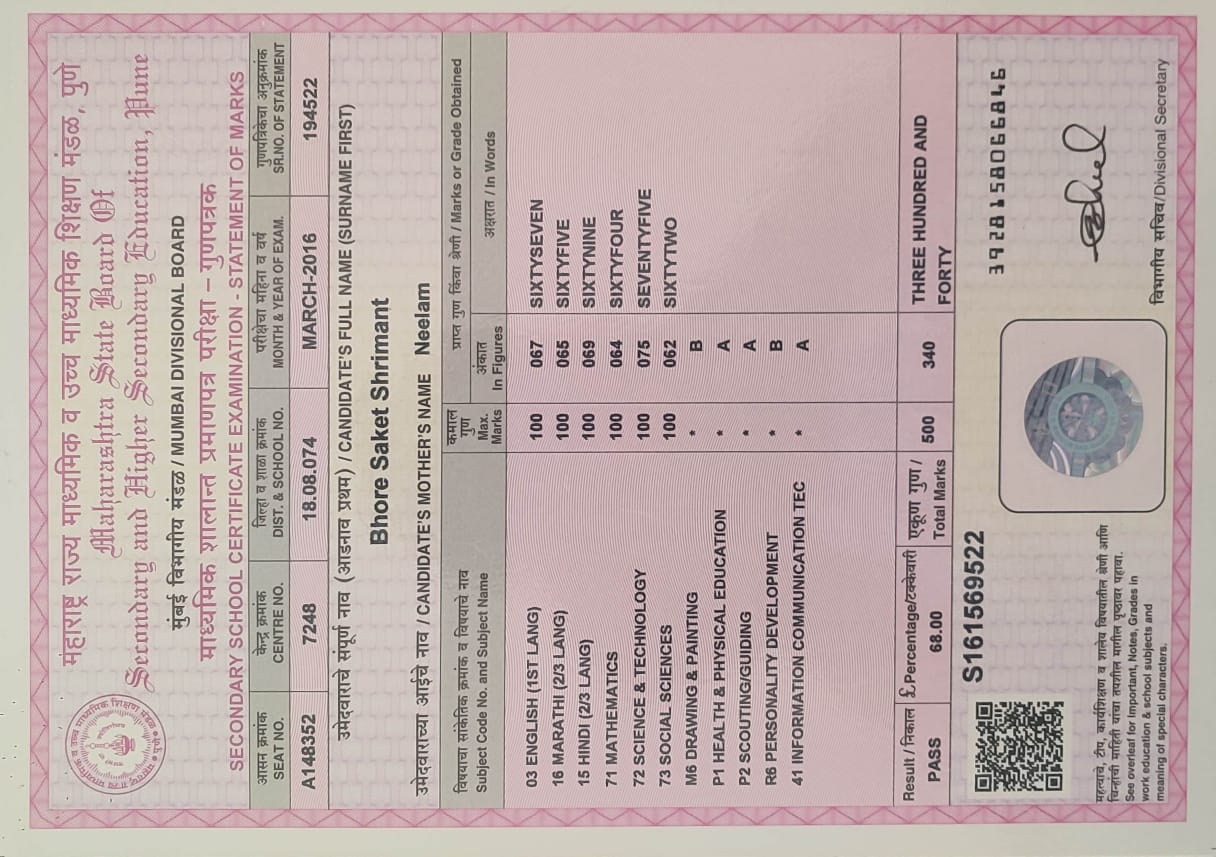 महाराष्ट्र राज्य माध्यमिक व उच्च माध्यमिक शिक्षण मंडळ, पुणे
Maharashtra State Board Of
Secondary and Higher Secondary Education, Pune
मुंबई विभागीय मंडळ / MUMBAI DIVISIONAL BOARD
माध्यमिक शालान्त प्रमाणपत्र परीक्षा – गुणपत्रक
SECONDARY SCHOOL CERTIFICATE EXAMINATION - STATEMENT OF MARKS
आसन क्रमांक केन्द्र क्रमांक जिल्हा व शाळा क्रमांक परीक्षेचा महिना व वर्ष गुणपत्रिकेचा अनुक्रमांक
SEAT NO. CENTRE NO. DIST. & SCHOOL NO. MONTH & YEAR OF EXAM. SR.NO. OF STATEMENT
A148352 7248 18.08.074 MARCH-2016 194522
उमेदवाराचे संपूर्ण नाव (आडनाव प्रथम) / CANDIDATE'S FULL NAME (SURNAME FIRST)
Bhore Saket Shrimant
उमेदवाराच्या आईचे नाव / CANDIDATE'S MOTHER'S NAME Neelam
विषयाचा सांकेतिक क्रमांक व विषयाचे नाव
Subject Code No. and Subject Name
कमाल
गुण
Max.
Marks
प्राप्त गुण किंवा श्रेणी / Marks or Grade Obtained
अंकात
In Figures
अक्षरात / In Words
03 ENGLISH (1ST LANG) 100 067 SIXTYSEVEN
16 MARATHI (2/3 LANG) 100 065 SIXTYFIVE
15 HINDI (2/3 LANG) 100 069 SIXTYNINE
71 MATHEMATICS 100 064 SIXTYFOUR
72 SCIENCE & TECHNOLOGY 100 075 SEVENTYFIVE
73 SOCIAL SCIENCES 100 062 SIXTYTWO
M6 DRAWING & PAINTING * B
P1 HEALTH & PHYSICAL EDUCATION * A
P2 SCOUTING/GUIDING * A
R6 PERSONALITY DEVELOPMENT * B
41 INFORMATION COMMUNICATION TEC * A
Result / निकाल
PASS
£Percentage/टक्केवारी
68.00
एकूण गुण /
Total Marks
500 340 THREE HUNDRED AND
FORTY
S161569522
3928158066846
महत्वाचे, टीप, कार्यशिक्षण व शालेय विषयातील श्रेणी आणि
चिन्हांची माहिती यांचा तपशील मागील पृष्ठावर पहावा.
See overleaf for Important, Notes, Grades in
work education & school subjects and
meaning of special characters.
विभागीय सचिव/Divisional Secretary